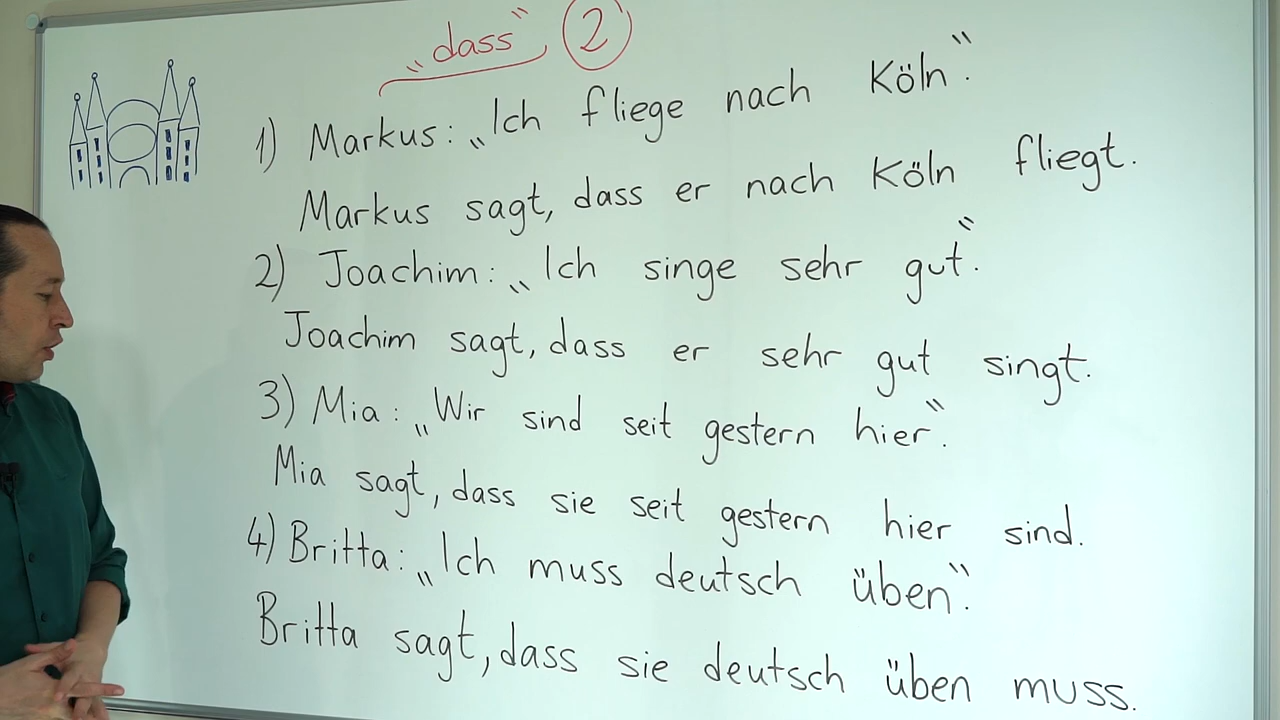 „dass“ 2
1) Markus: „Ich fliege nach Köln“.
Markus sagt, dass er nach Köln fliegt.
2) Joachim: „Ich singe sehr gut“.
Joachim sagt, dass er sehr gut singt.
3) Mia: „Wir sind seit gestern hier“.
Mia sagt, dass sie seit gestern hier sind.
4) Britta: „Ich muss deutsch üben“.
Britta sagt, dass sie deutsch üben muss.